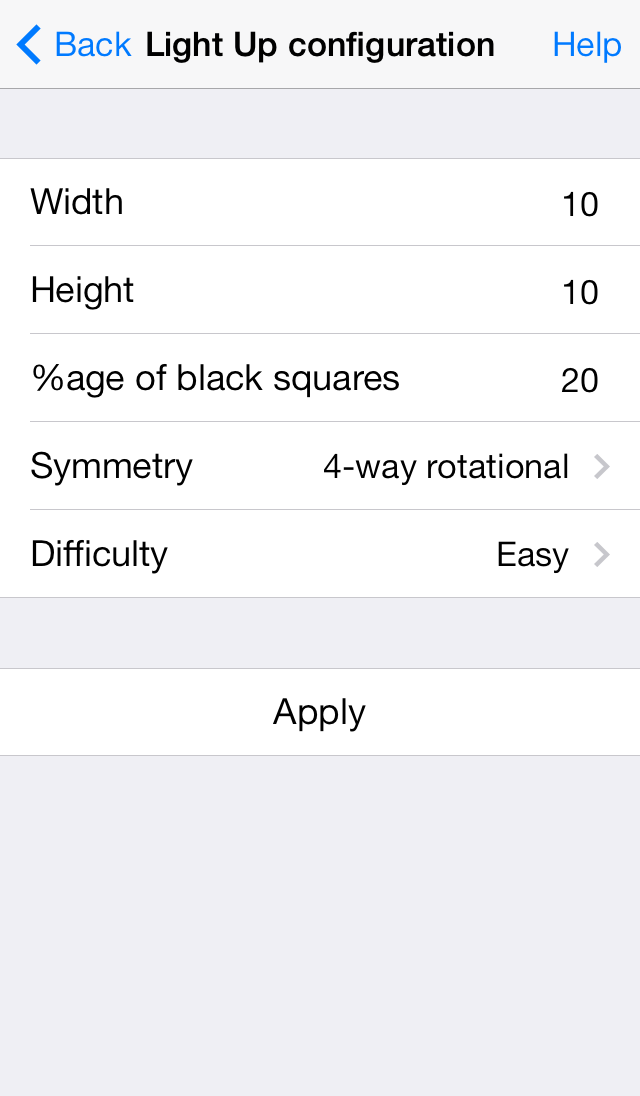 Back Light Up configuration Help
Width 10
Height 10
%age of black squares 20
Symmetry 4-way rotational
Difficulty Easy
Apply